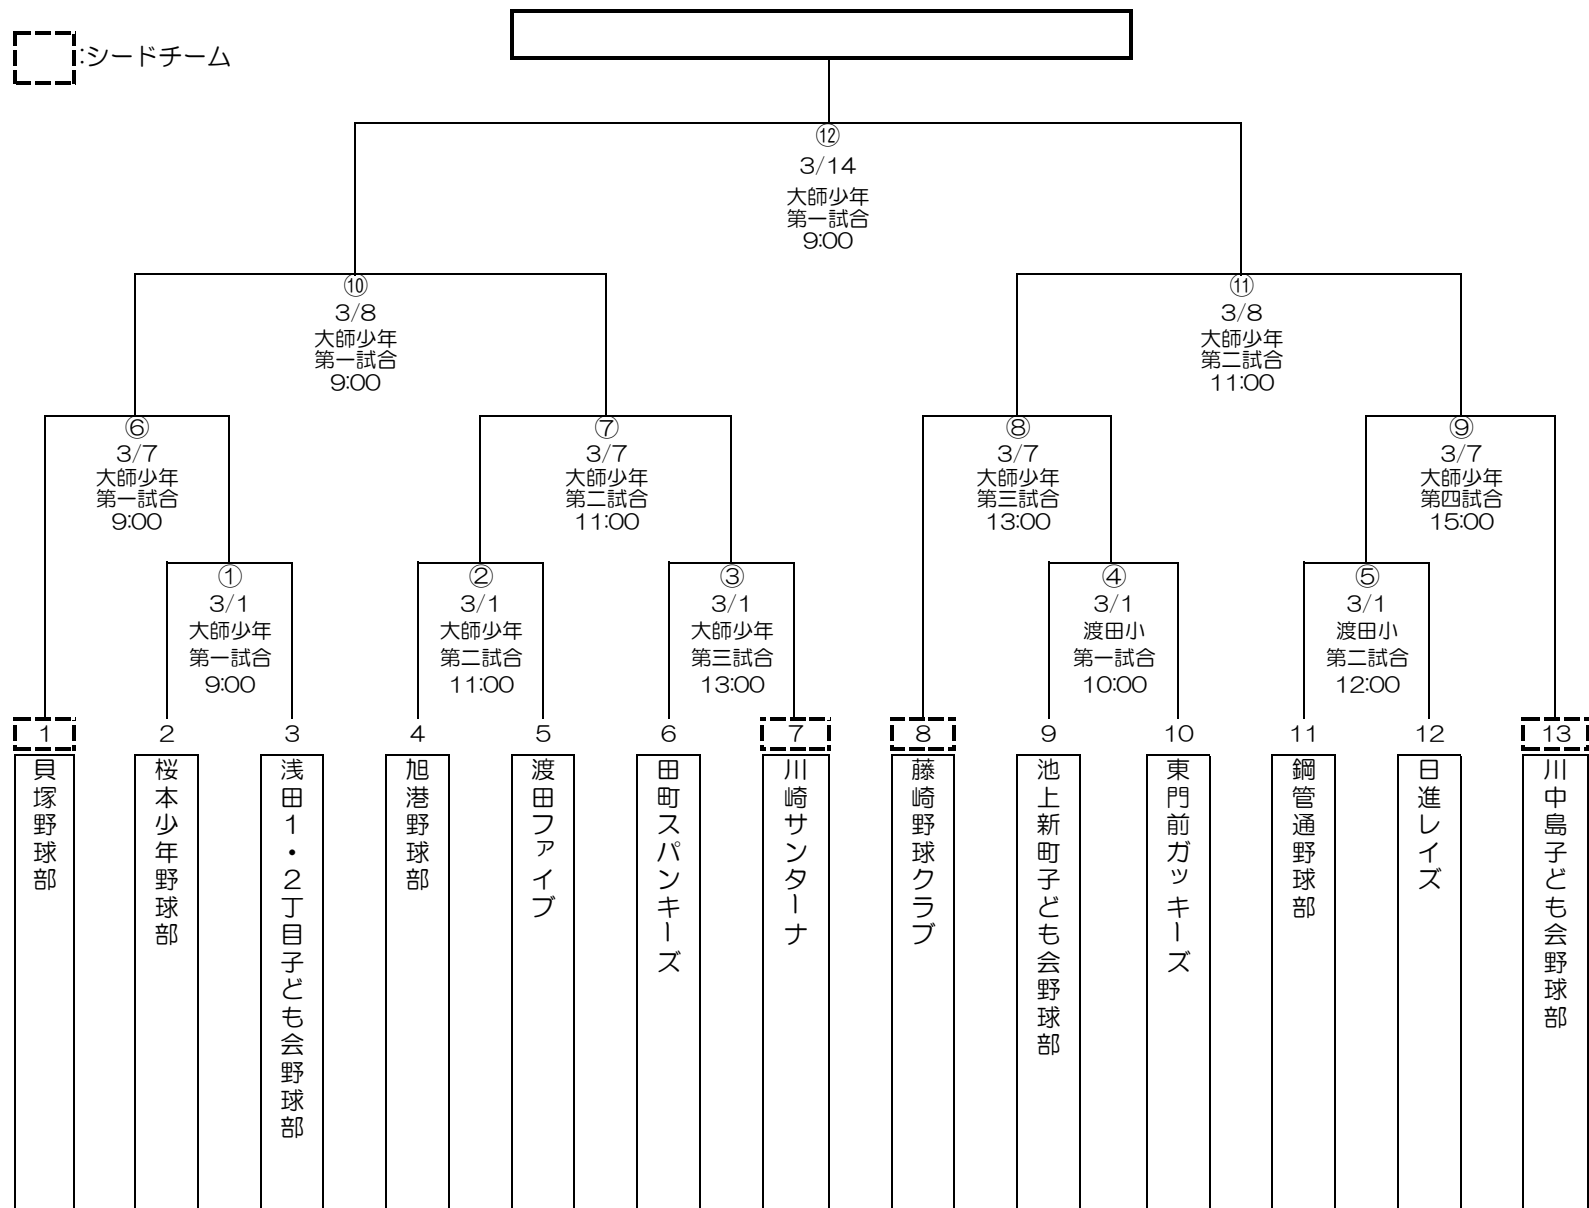 :シードチーム
⑫
3/14
大師少年
第一試合
9:00
⑩
3/8
大師少年
第一試合
9:00
⑪
3/8
大師少年
第二試合
11:00
⑥
3/7
大師少年
第一試合
9:00
⑦
3/7
大師少年
第二試合
11:00
⑧
3/7
大師少年
第三試合
13:00
⑨
3/7
大師少年
第四試合
15:00
①
3/1
大師少年
第一試合
9:00
②
3/1
大師少年
第二試合
11:00
③
3/1
大師少年
第三試合
13:00
④
3/1
渡田小
第一試合
10:00
⑤
3/1
渡田小
第二試合
12:00
1
貝塚野球部
2
桜本少年野球部
3
浅田1・2丁目子ども会野球部
4
旭港野球部
5
渡田ファイブ
6
田町スパンキーズ
7
川崎サンターナ
8
藤崎野球クラブ
9
池上新町子ども会野球部
10
東門前ガッキーズ
11
鋼管通野球部
12
日進レイズ
13
川中島子ども会野球部